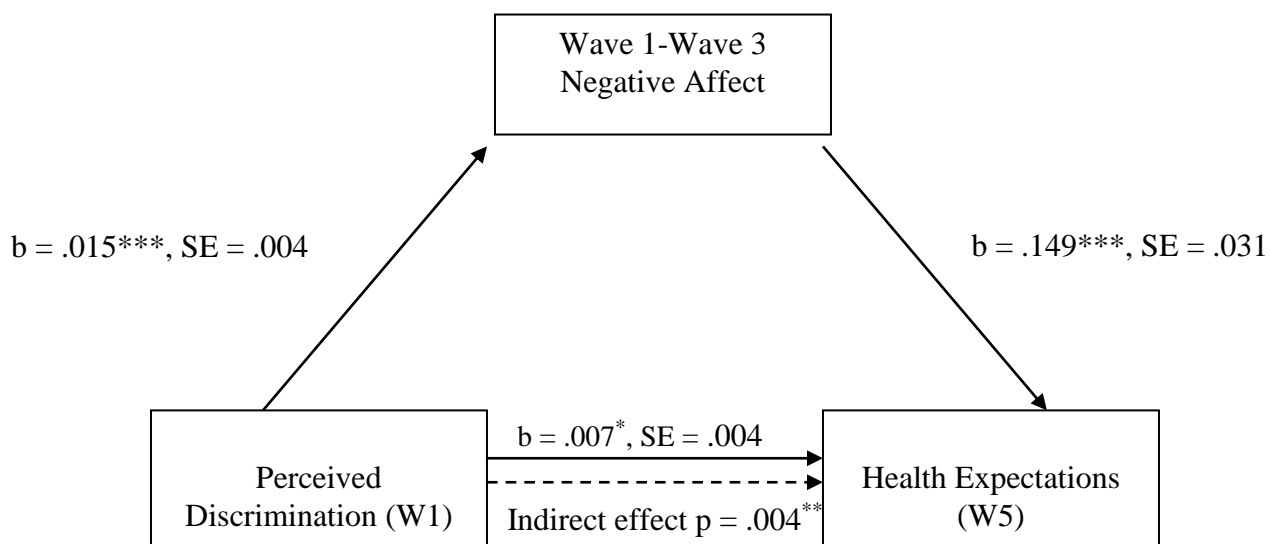 Wave 1-Wave 3
Negative Affect
b = .015***, SE = .004
b = .149***, SE = .031
b = .007*, SE = .004
Perceived
Discrimination (W1)
Indirect effect p = .004**
Health Expectations
(W5)